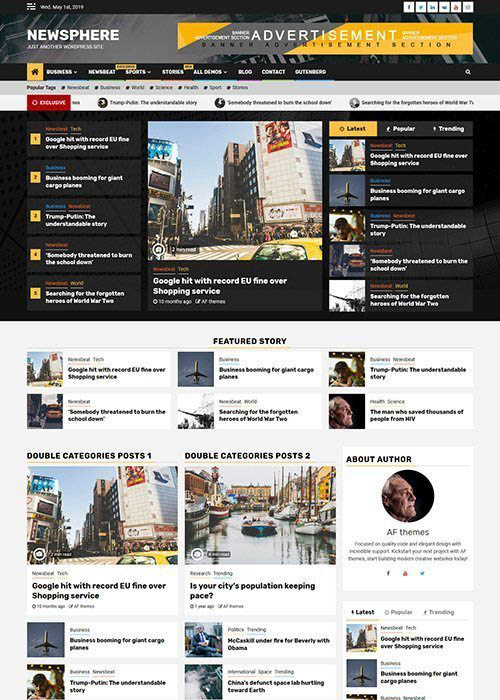 Wed. May 1st, 2019
NEWSPHERE
JUST ANOTHER WORDPRESS SITE
BANNER ADVERTISEMENT BANNER
ADVERTISEMENT SECTION ADVERTISEMENT SECTION
BANNER ADVERTISEMENT SECTION
EXCLUSIVE NEW
BUSINESS NEWSBEAT SPORTS STORIES ALL DEMOS BLOG CONTACT GUTENBERG
Popular Tags # Newsbeat # Business # World # Science # Health # Sport # Stories
EXCLUSIVE nes Trump-Putin: The understandable story 'Somebody threatened to burn the school down' Searching for the forgotten heroes of World War Tw
1 Newsbeat Tech
Google hit with record EU fine over Shopping service
2 Business
Business booming for giant cargo planes
3 Business Newsbeat
Trump-Putin: The understandable story
4 Newsbeat
'Somebody threatened to burn the school down'
5 Newsbeat World
Searching for the forgotten heroes of World War Two
2 min read
Newsbeat Tech
Google hit with record EU fine over
Shopping service
10 months ago AF themes
Latest Popular Trending
Newsbeat Tech
Google hit with record EU fine over Shopping service
Business
Business booming for giant cargo planes
Business Newsbeat
Trump-Putin: The understandable story
Newsbeat
'Somebody threatened to burn the school down'
Newsbeat World
Searching for the forgotten heroes of World War Two
FEATURED STORY
Newsbeat Tech
Google hit with record EU fine over Shopping service
Business
Business booming for giant cargo planes
Business Newsbeat
Trump-Putin: The understandable story
Newsbeat
'Somebody threatened to burn the school down'
Newsbeat World
Searching for the forgotten heroes of World War Two
Health Science
The man who saved thousands of people from HIV
DOUBLE CATEGORIES POSTS 1
2 min read
Newsbeat Tech
Google hit with record EU fine over
Shopping service
10 months ago AF themes
Business
Business booming for giant cargo planes
Business Newsbeat
Trump-Putin: The understandable story
DOUBLE CATEGORIES POSTS 2
4 min read
Research Trending
Is your city's population keeping
pace?
1 year ago AF themes
Politics Trending
McCaskill under fire for Beverly with Obama
International Space Trending
China's defunct space lab hurtling toward Earth
ABOUT AUTHOR
AF themes
Focused on quality code and elegant design with
incredible support. Kickstart your next project with AF
themes, start building modern creative websites today!
Latest Popular Trending
Newsbeat Tech
Google hit with record EU fine over Shopping service
Business
Business booming for giant cargo planes
Business Newsbeat